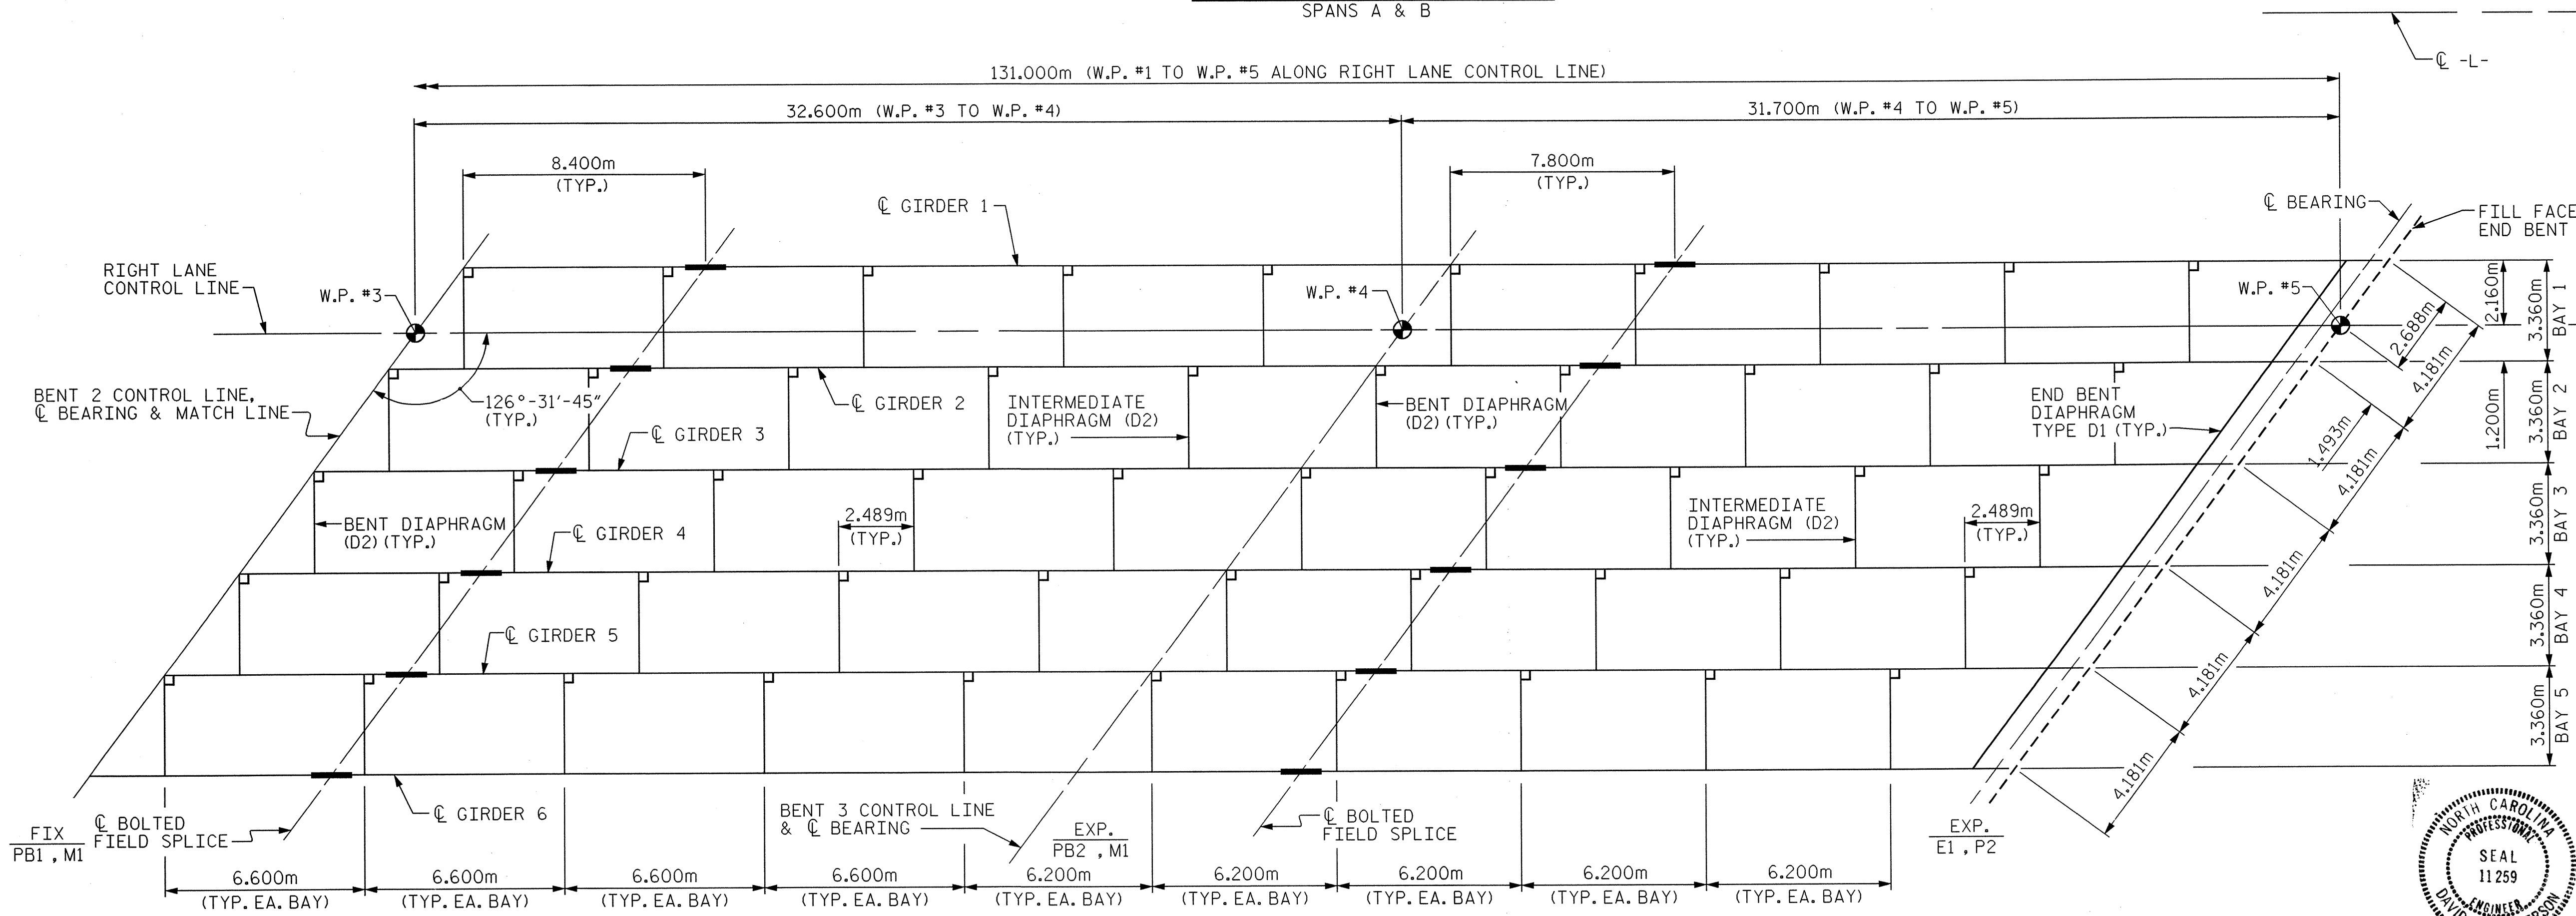 SPANS A & B
℄ -L-
131.000m (W.P. #1 TO W.P. #5 ALONG RIGHT LANE CONTROL LINE)
32.600m (W.P. #3 TO W.P. #4)
31.700m (W.P. #4 TO W.P. #5)
8.400m
(TYP.)
7.800m
(TYP.)
℄ GIRDER 1
℄ BEARING
FILL FACE
END BENT
RIGHT LANE
CONTROL LINE
W.P. #3
W.P. #4
W.P. #5
2.160m
3.360m
BAY 1
2.688m
4.181m
BENT 2 CONTROL LINE,
℄ BEARING & MATCH LINE
126°-31'-45"
(TYP.)
℄ GIRDER 2
INTERMEDIATE
DIAPHRAGM (D2)
(TYP.)
BENT DIAPHRAGM
(D2) (TYP.)
END BENT
DIAPHRAGM
TYPE D1 (TYP.)
1.200m
3.360m
BAY 2
1.493m
4.181m
℄ GIRDER 3
BENT DIAPHRAGM
(D2) (TYP.)
℄ GIRDER 4
2.489m
(TYP.)
INTERMEDIATE
DIAPHRAGM (D2)
(TYP.)
2.489m
(TYP.)
3.360m
BAY 3
4.181m
℄ GIRDER 5
3.360m
BAY 4
4.181m
3.360m
BAY 5
4.181m
FIX
PB1 , M1
℄ BOLTED
FIELD SPLICE
℄ GIRDER 6
BENT 3 CONTROL LINE
& ℄ BEARING
EXP.
PB2 , M1
℄ BOLTED
FIELD SPLICE
EXP.
E1 , P2
6.600m
(TYP. EA. BAY)
6.600m
(TYP. EA. BAY)
6.600m
(TYP. EA. BAY)
6.600m
(TYP. EA. BAY)
6.200m
(TYP. EA. BAY)
6.200m
(TYP. EA. BAY)
6.200m
(TYP. EA. BAY)
6.200m
(TYP. EA. BAY)
6.200m
(TYP. EA. BAY)
NORTH CAROLINA
PROFESSIONAL
SEAL
11259
ENGINEER
DAVID